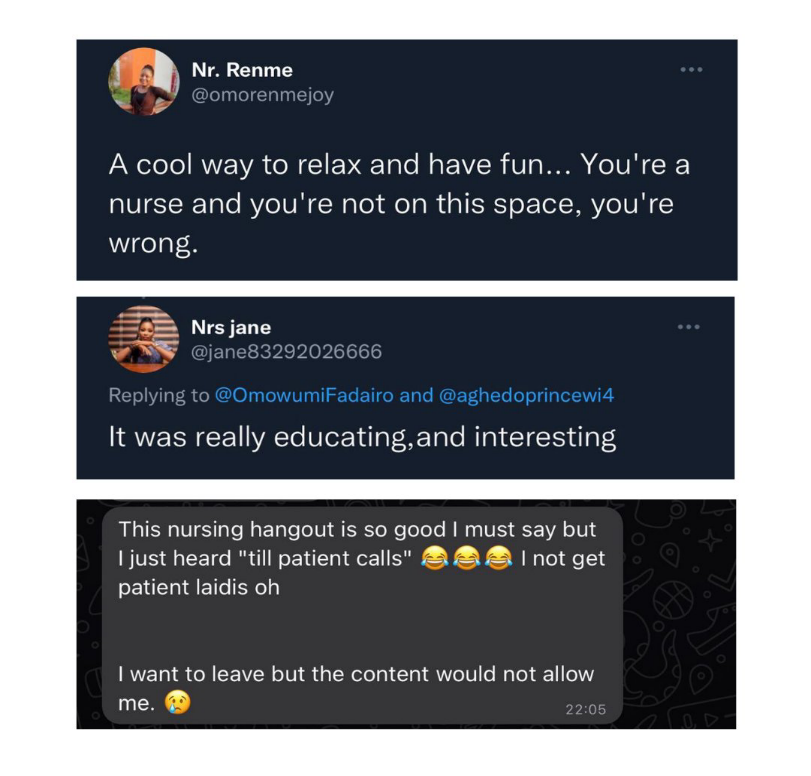 Nr. Renme
@omorenmejoy
A cool way to relax and have fun... You're a
nurse and you're not on this space, you're
wrong.
Nrs jane
@jane83292026666
Replying to @OmowumiFadairo and @aghedoprincewi4
It was really educating,and interesting
This nursing hangout is so good I must say but
I just heard "till patient calls" 😂😂😂 I not get
patient laidis oh
I want to leave but the content would not allow
me. 😢
22:05